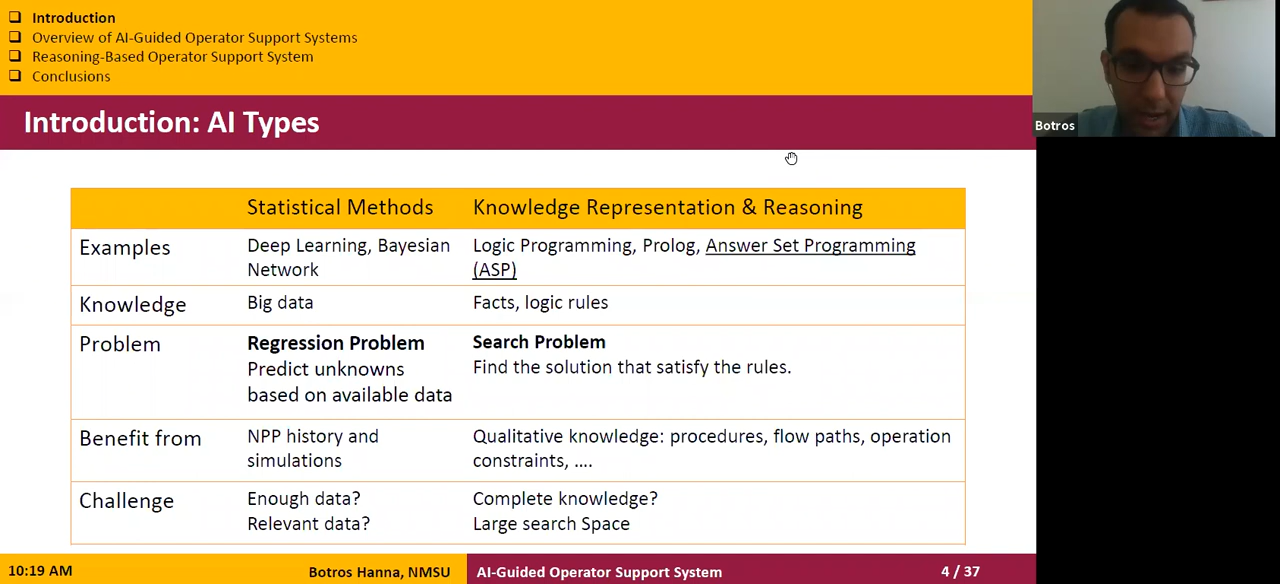 Introduction
Overview of AI-Guided Operator Support Systems
Reasoning-Based Operator Support System
Conclusions
Botros
Introduction: AI Types
Statistical Methods
Knowledge Representation & Reasoning
Examples
Deep Learning, Bayesian
Network
Logic Programming, Prolog, Answer Set Programming
(ASP)
Knowledge
Big data
Facts, logic rules
Problem
Regression Problem
Predict unknowns
based on available data
Search Problem
Find the solution that satisfy the rules.
Benefit from
NPP history and
simulations
Qualitative knowledge: procedures, flow paths, operation
constraints, ....
Challenge
Enough data?
Relevant data?
Complete knowledge?
Large search Space
10:19 AM
Botros Hanna, NMSU
AI-Guided Operator Support System
4 / 37